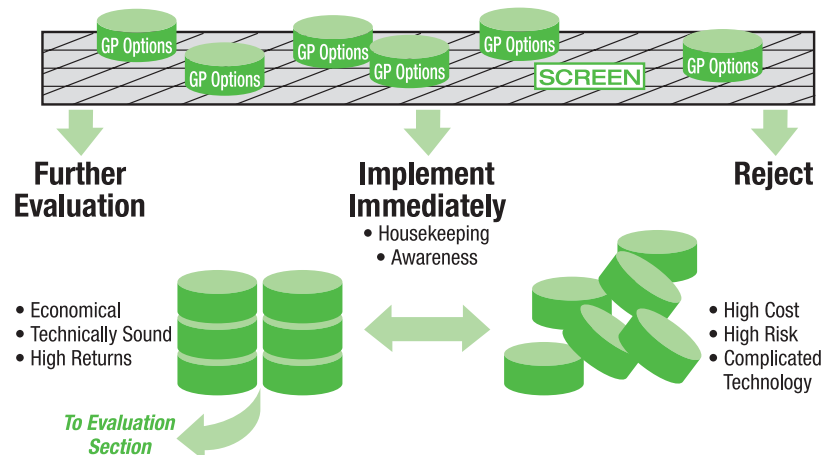 GP Options
GP Options
GP Options
GP Options
GP Options
GP Options
SCREEN
Further
Evaluation
Implement
Immediately
• Housekeeping
• Awareness
Reject
• Economical
• Technically Sound
• High Returns
• High Cost
• High Risk
• Complicated
Technology
To Evaluation
Section